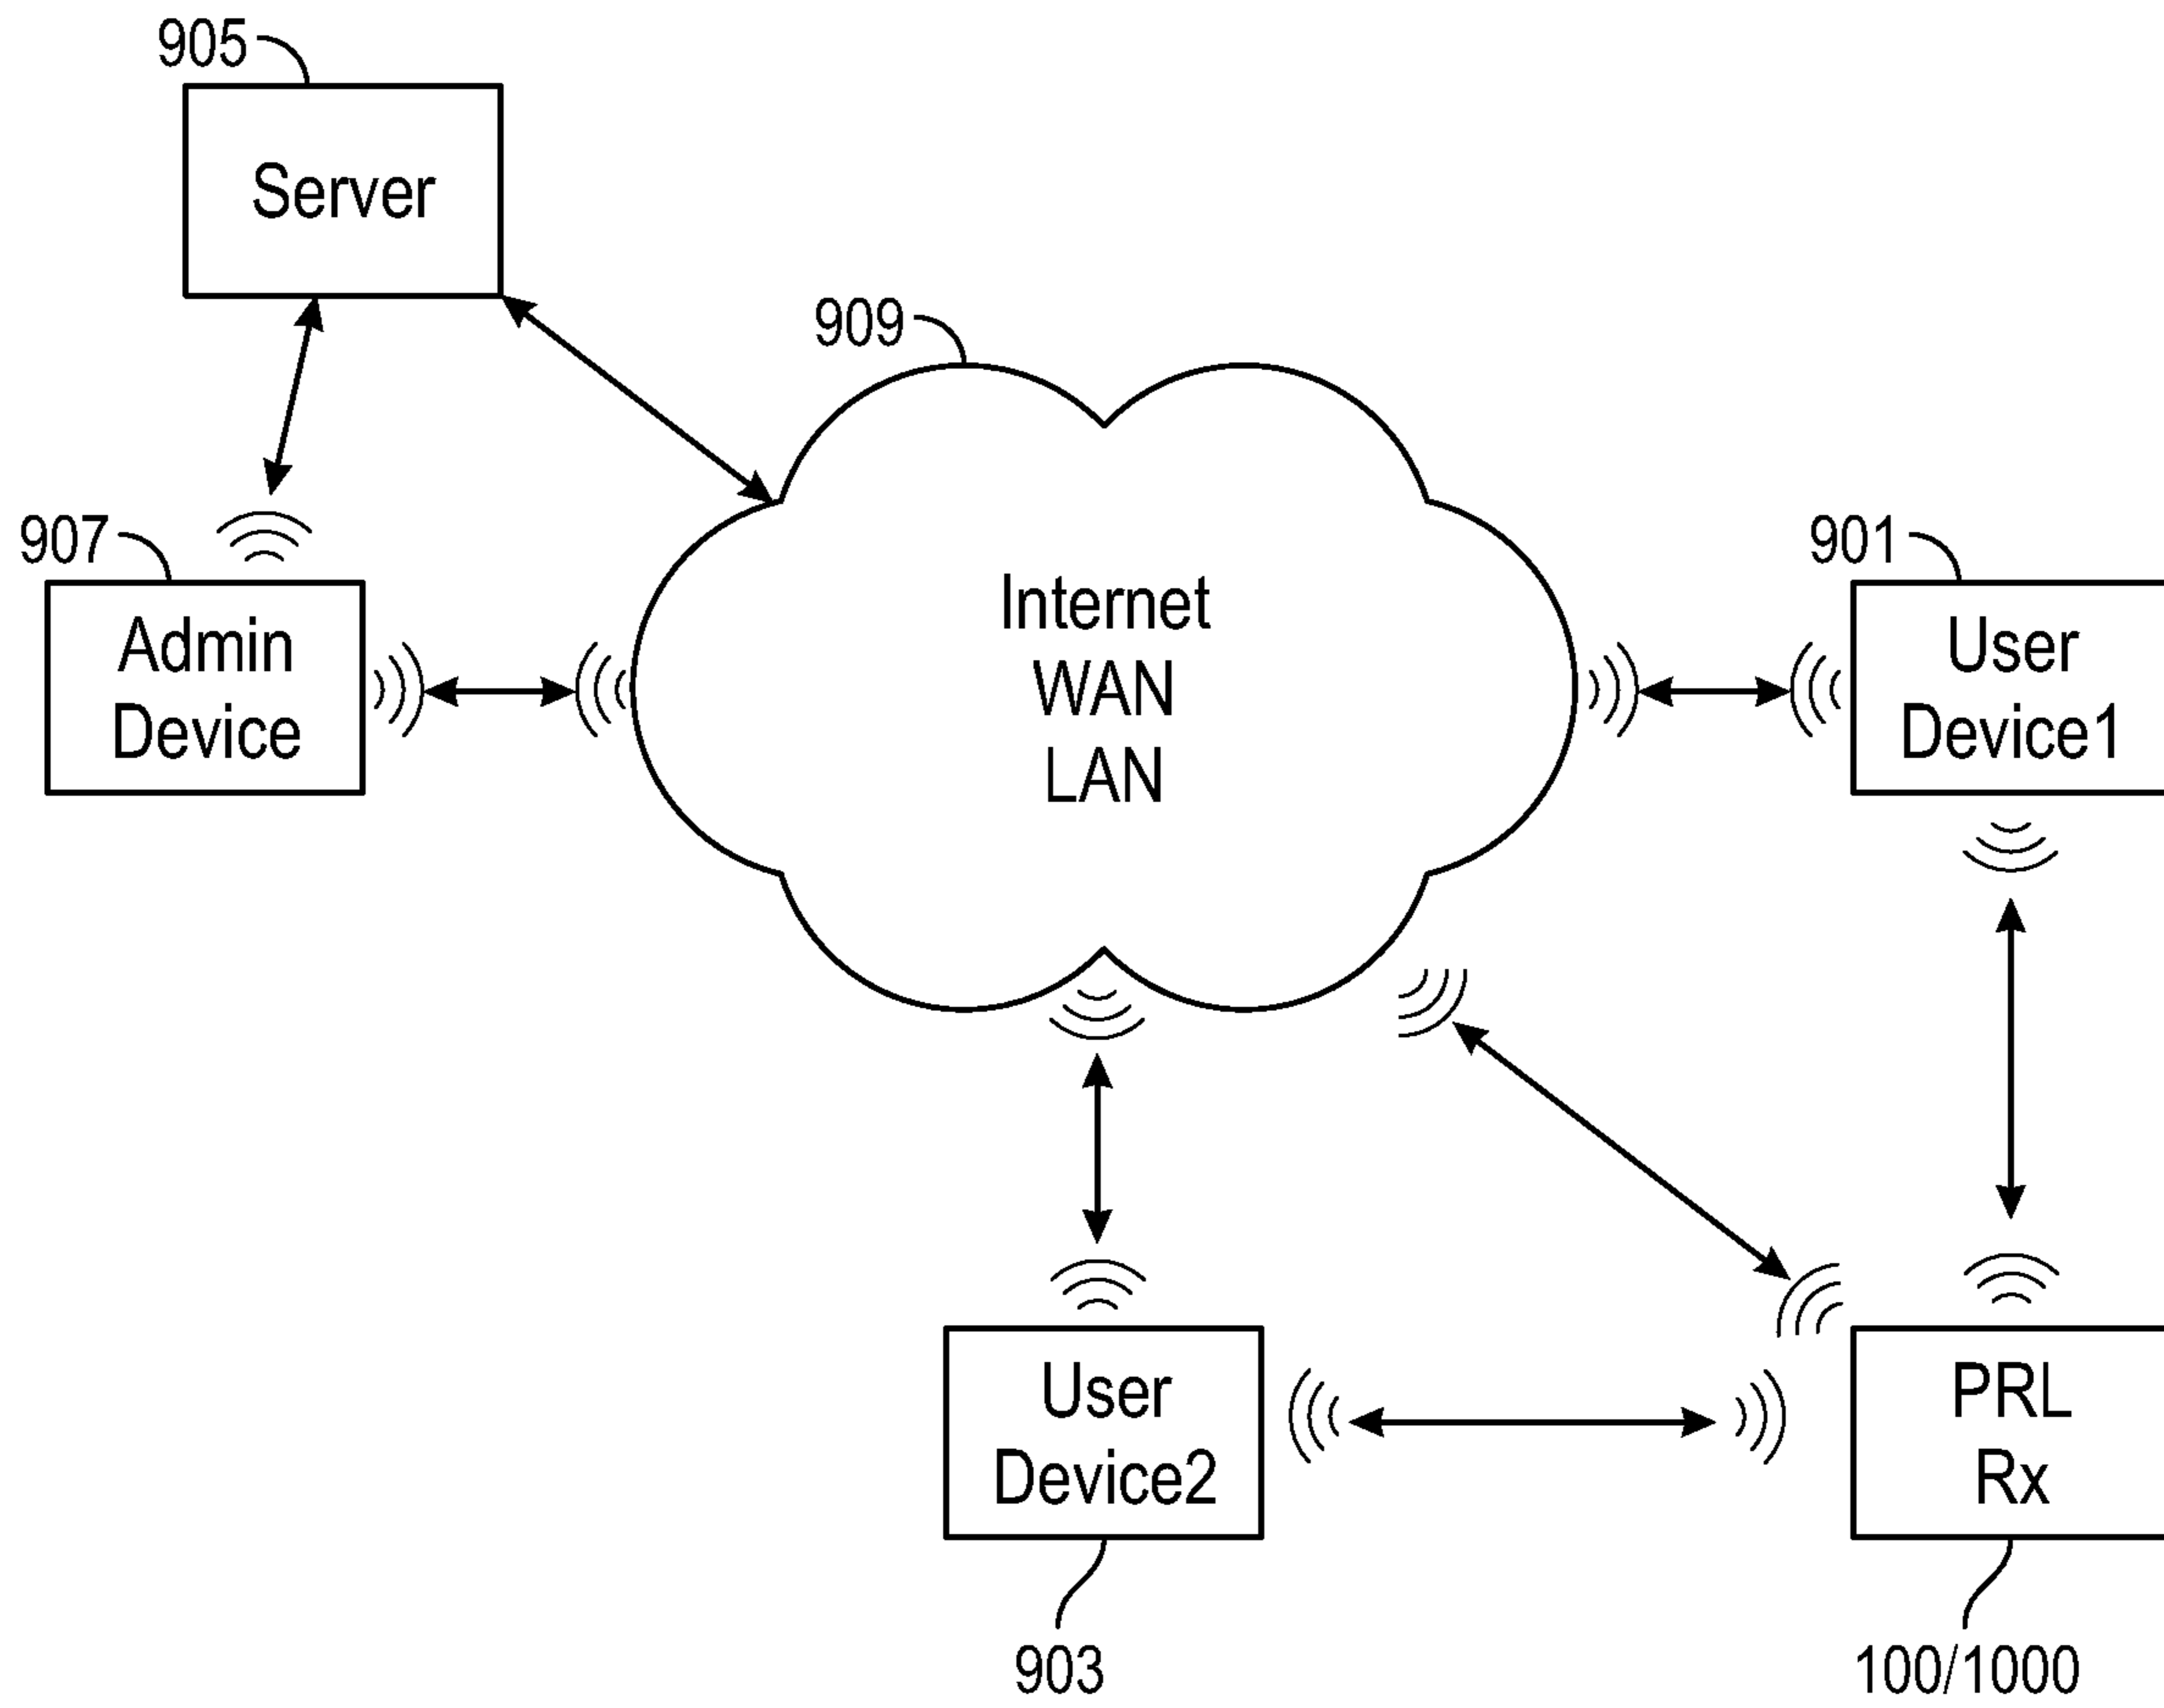 905
Server
909
907
Admin
Device
Internet
WAN
LAN
901
User
Device1
User
Device2
PRL
Rx
903
100/1000